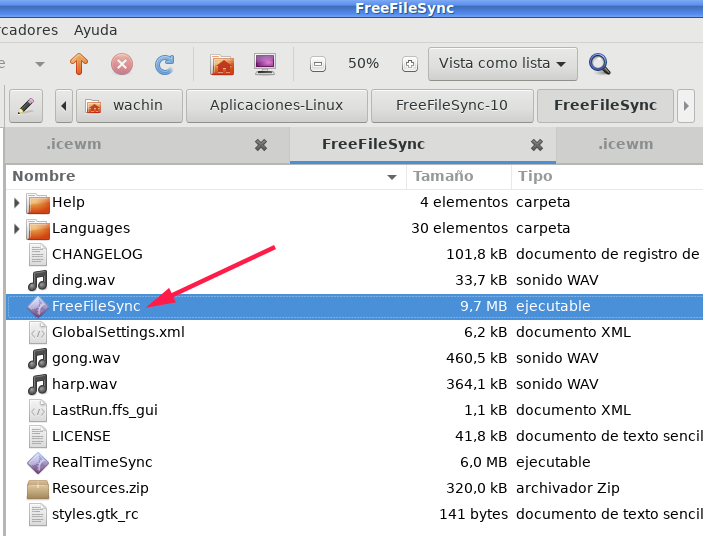 FreeFileSync
rcadores Ayuda
e 50% Vista como lista
wachin Aplicaciones-Linux FreeFileSync-10 FreeFileSync
.icewm FreeFileSync .icewm
Nombre Tamaño Tipo
Help 4 elementos carpeta
Languages 30 elementos carpeta
CHANGELOG 101,8 kB documento de registro de
ding.wav 33,7 kB sonido WAV
FreeFileSync 9,7 MB ejecutable
GlobalSettings.xml 6,2 kB documento XML
gong.wav 460,5 kB sonido WAV
harp.wav 364,1 kB sonido WAV
LastRun.ffs_gui 1,1 kB documento XML
LICENSE 41,8 kB documento de texto sencil
RealTimeSync 6,0 MB ejecutable
Resources.zip 320,0 kB archivador Zip
styles.gtk_rc 141 bytes documento de texto sencil